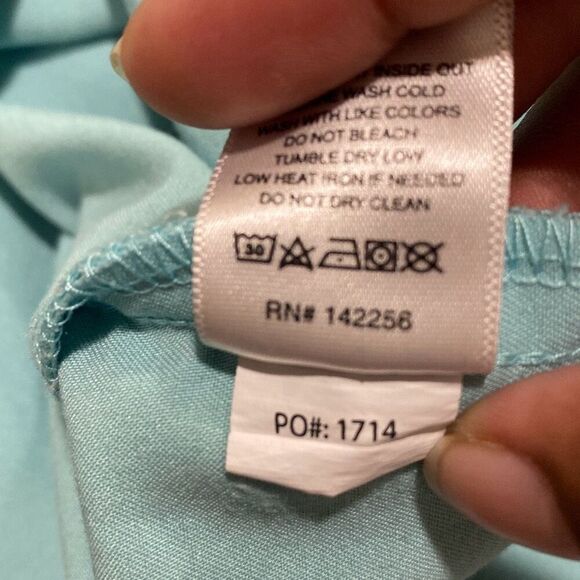 INSIDE OUT
WASH COLD
WASH WITH LIKE COLORS
DO NOT BLEACH
TUMBLE DRY LOW
LOW HEAT IRON IF NEEDED
DO NOT DRY CLEAN
30
RN# 142256
PO#: 1714